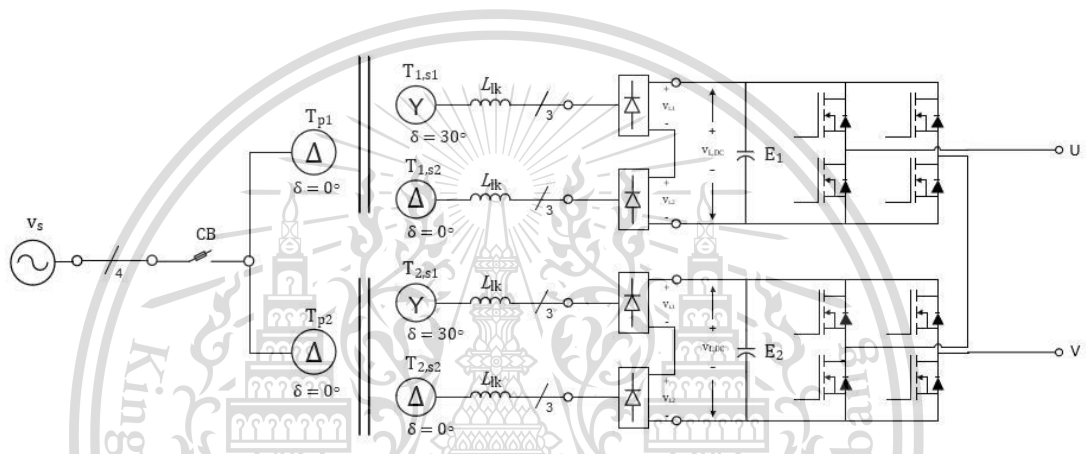 T1,s1
Llk
3
δ = 30°
Tp1
Δ
δ = 0°
Y
+
vL1
-
+
vL,DC
-
E1
U
T1,s2
Llk
3
Δ
δ = 0°
+
vL2
-
vs
CB
4
T2,s1
Y
Llk
3
δ = 30°
Tp2
Δ
δ = 0°
+
vL1
-
+
vL,DC
-
E2
V
T2,s2
Llk
3
Δ
δ = 0°
+
vL2
-
King